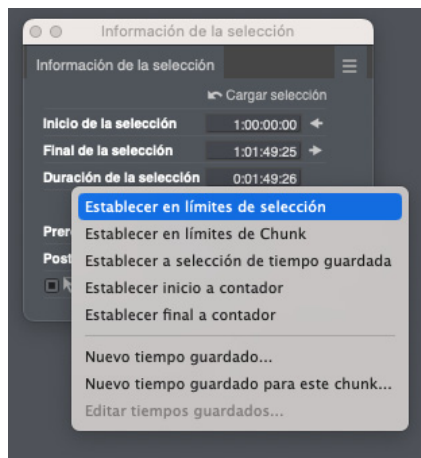 Información de la selección
Información de la selección
Cargar selección
Inicio de la selección 1:00:00:00
Final de la selección 1:01:49:25
Duración de la selección 0:01:49:26
Establecer en límites de selección
Establecer en límites de Chunk
Establecer a selección de tiempo guardada
Establecer inicio a contador
Establecer final a contador
Nuevo tiempo guardado...
Nuevo tiempo guardado para este chunk...
Editar tiempos guardados...